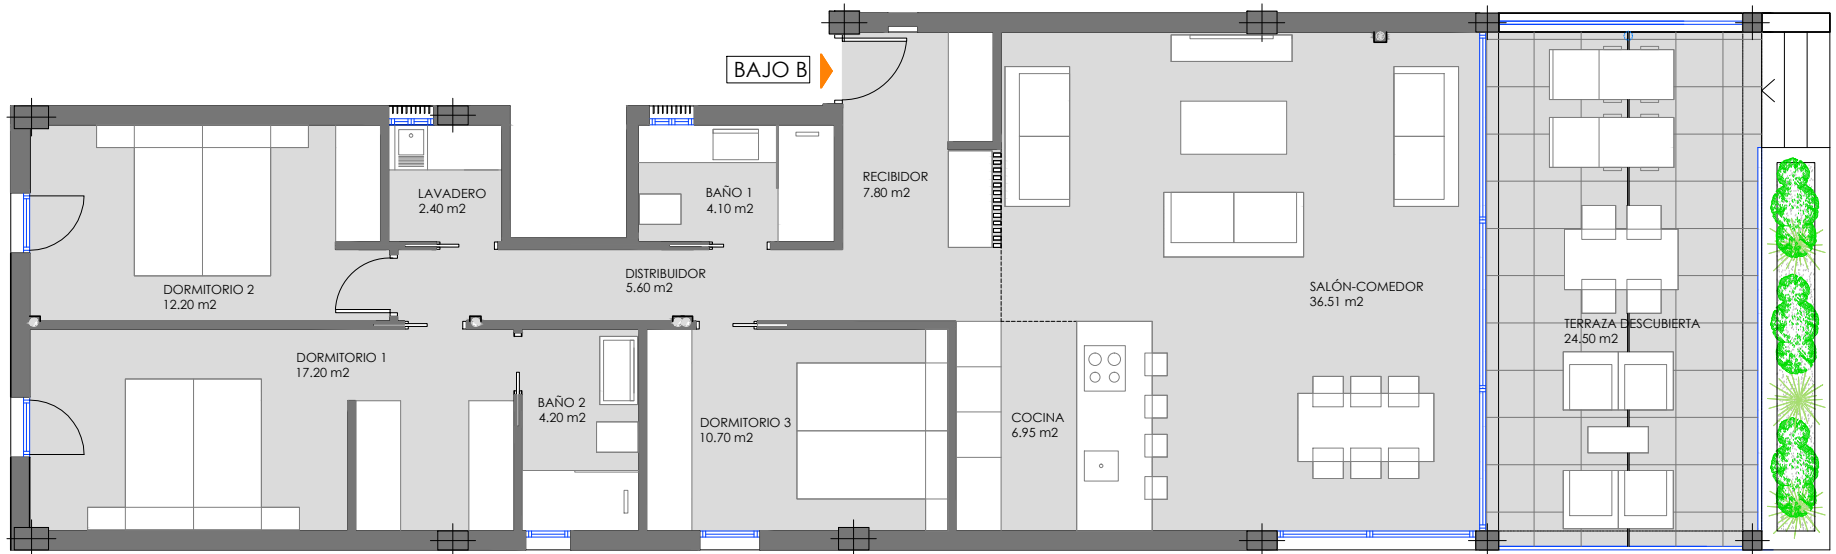 BAJO B
RECIBIDOR
7.80 m2
LAVADERO
2.40 m2
BAÑO 1
4.10 m2
DISTRIBUIDOR
5.60 m2
DORMITORIO 2
12.20 m2
SALÓN-COMEDOR
36.51 m2
TERRAZA DESCUBIERTA
24.50 m2
DORMITORIO 1
17.20 m2
BAÑO 2
4.20 m2
DORMITORIO 3
10.70 m2
COCINA
6.95 m2